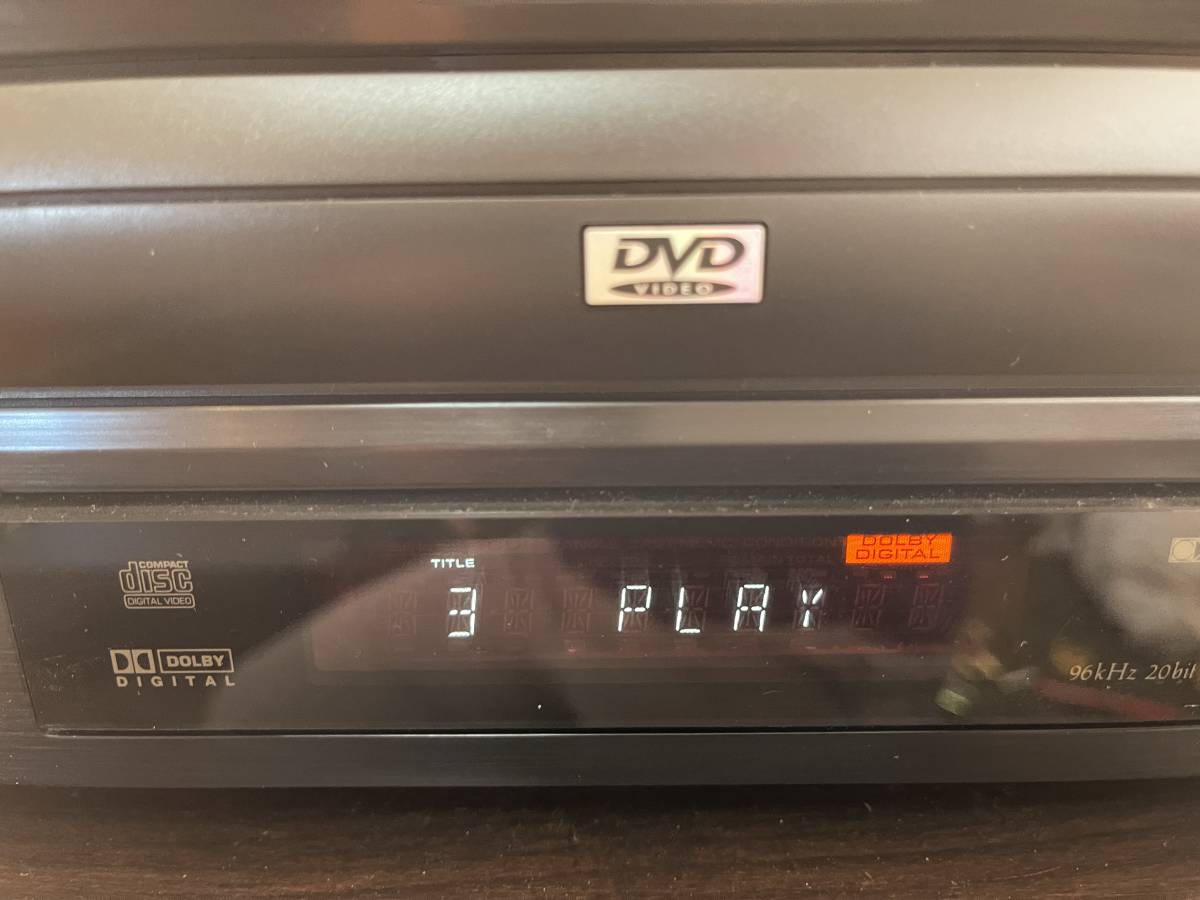 DVD
VIDEO
DOLBY
DIGITAL
TITLE
3 PLAY
COMPACT
disc
DIGITAL VIDEO
DOLBY
DIGITAL
96kHz 20bit